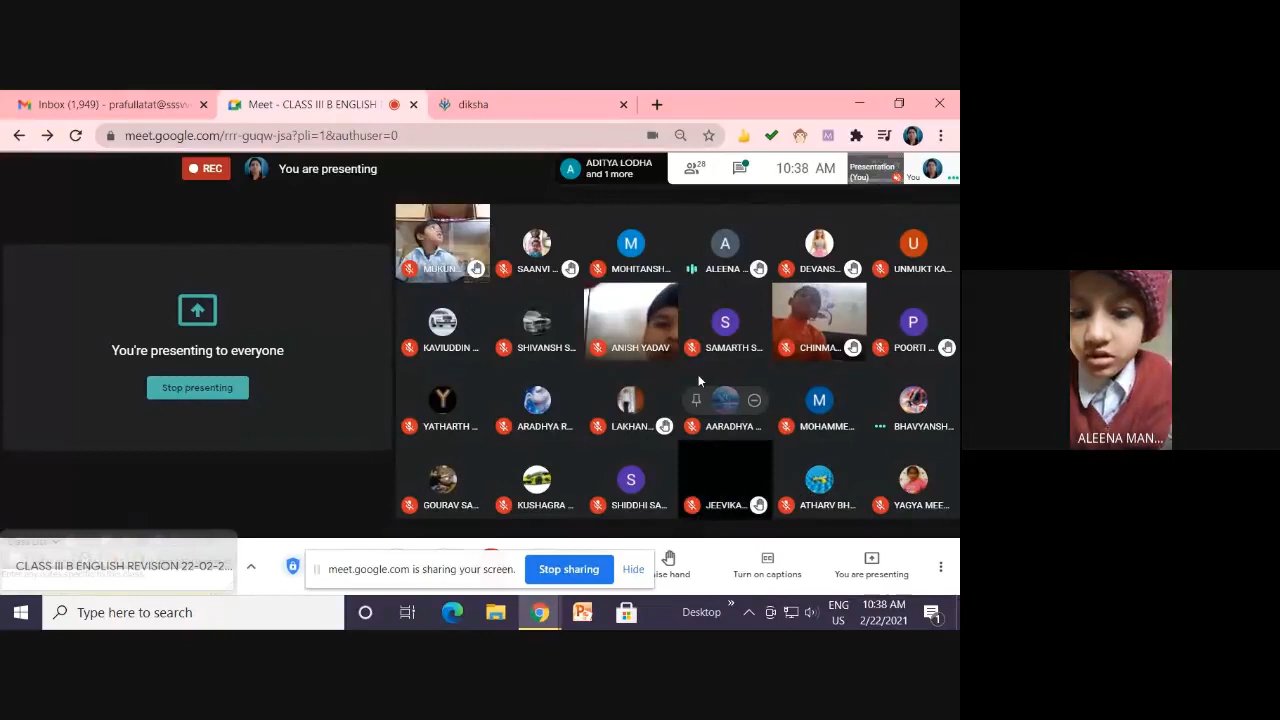 Inbox (1,949) - prafullatat@sssv
Meet - CLASS III B ENGLISH
diksha
meet.google.com/rrr-guqw-jsa?pli=1&authuser=0
REC
You are presenting
ADITYA LODHA
and 1 more
28
10:38 AM
Presentation
(You)
You
MUKUN...
SAANVI ...
MOHITANSH...
ALEENA ...
DEVANS...
UNMUKT KA...
KAVIUDDIN ...
SHIVANSH S...
ANISH YADAV
SAMARTH S...
CHINMA...
POORTI ...
YATHARTH ...
ARADHYA R...
LAKHAN...
AARADHYA ...
MOHAMME...
BHAVYANSH...
GOURAV SA...
KUSHAGRA ...
SHIDDHI SA...
JEEVIKA...
ATHARV BH...
YAGYA MEE...
You're presenting to everyone
Stop presenting
ALEENA MAN...
CLASS III B ENGLISH REVISION 22-02-2...
meet.google.com is sharing your screen.
Stop sharing
Hide
ise hand
Turn on captions
You are presenting
Type here to search
Desktop
ENG
US
10:38 AM
2/22/2021